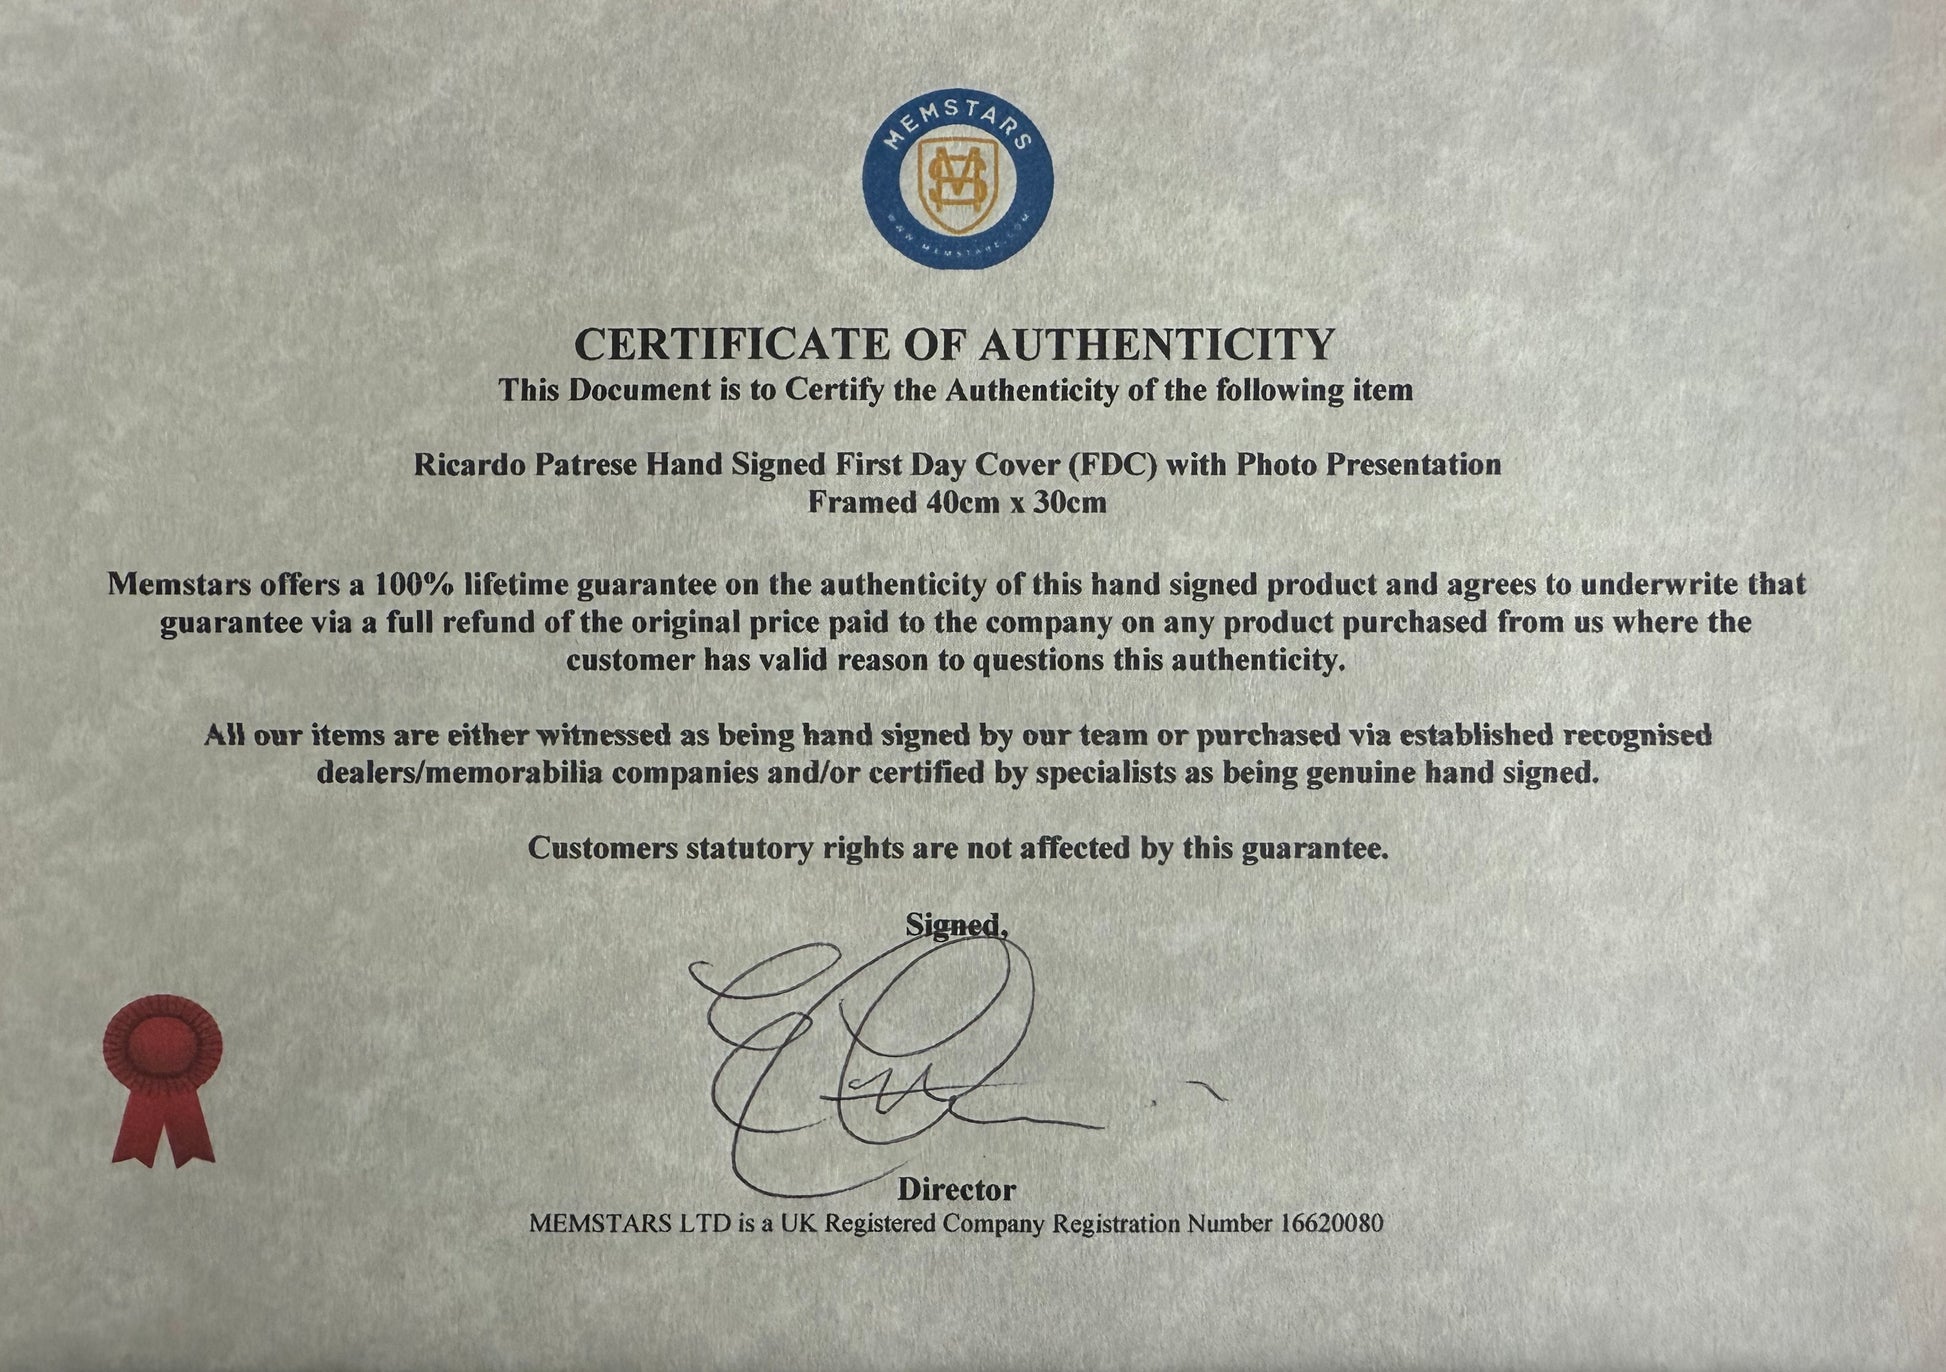 MEMSTARS
WWW.MEMSTARS.COM
CERTIFICATE OF AUTHENTICITY
This Document is to Certify the Authenticity of the following item
Ricardo Patrese Hand Signed First Day Cover (FDC) with Photo Presentation
Framed 40cm x 30cm
Memstars offers a 100% lifetime guarantee on the authenticity of this hand signed product and agrees to underwrite that
guarantee via a full refund of the original price paid to the company on any product purchased from us where the
customer has valid reason to questions this authenticity.
All our items are either witnessed as being hand signed by our team or purchased via established recognised
dealers/memorabilia companies and/or certified by specialists as being genuine hand signed.
Customers statutory rights are not affected by this guarantee.
Signed,
Director
MEMSTARS LTD is a UK Registered Company Registration Number 16620080